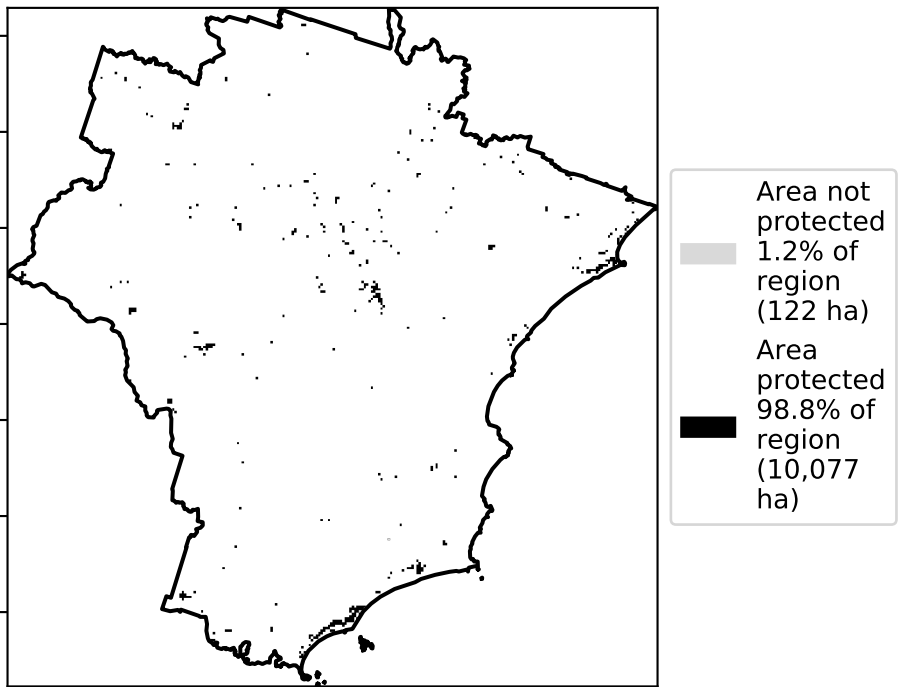 Area not
protected
1.2% of
region
(122 ha)
Area
protected
98.8% of
region
(10,077
ha)